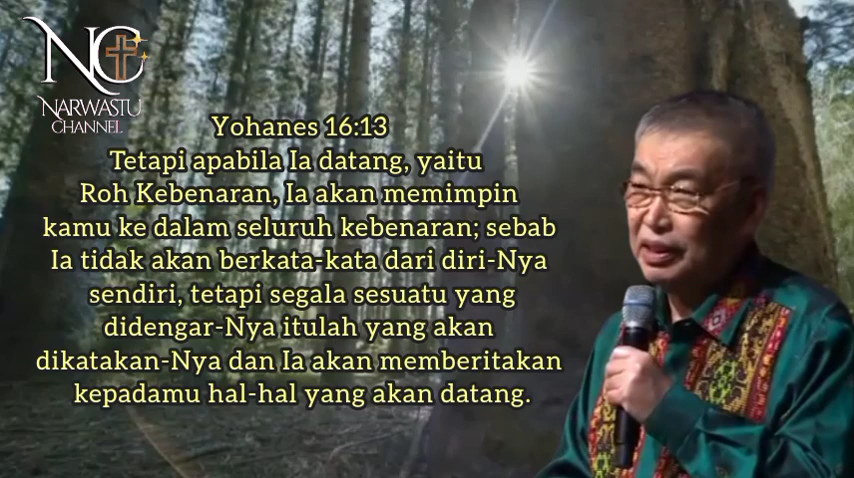 NC
NARWASTU
CHANNEL
Yohanes 16:13
Tetapi apabila Ia datang, yaitu
Roh Kebenaran, Ia akan memimpin
kamu ke dalam seluruh kebenaran; sebab
Ia tidak akan berkata-kata dari diri-Nya
sendiri, tetapi segala sesuatu yang
didengar-Nya itulah yang akan
dikatakan-Nya dan Ia akan memberitakan
kepadamu hal-hal yang akan datang.